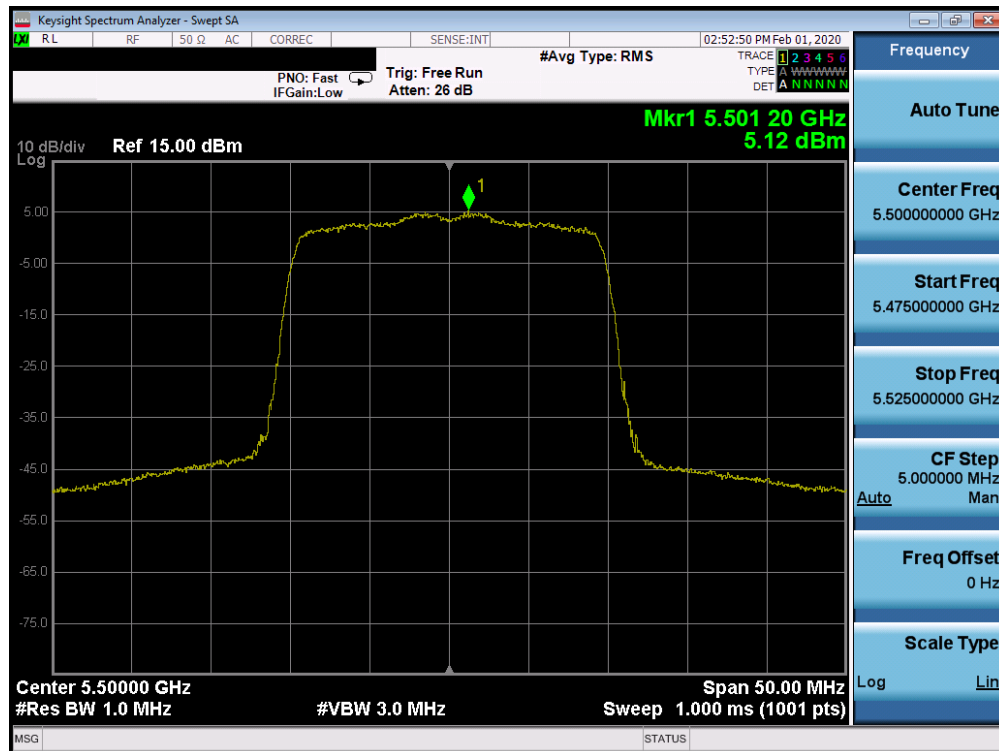 Keysight Spectrum Analyzer - Swept SA
LXI RL RF 50 Ω AC CORREC SENSE:INT 02:52:50 PM Feb 01, 2020
#Avg Type: RMS TRACE 1 2 3 4 5 6
PNO: Fast Trig: Free Run TYPE A WWWWW
IFGain:Low Atten: 26 dB DET A N N N N N
Mkr1 5.501 20 GHz
5.12 dBm
10 dB/div Ref 15.00 dBm
Log
1
5.00
-5.00
-15.0
-25.0
-35.0
-45.0
-55.0
-65.0
-75.0
Center 5.50000 GHz Span 50.00 MHz
#Res BW 1.0 MHz #VBW 3.0 MHz Sweep 1.000 ms (1001 pts)
MSG STATUS
Frequency
Auto Tune
Center Freq
5.500000000 GHz
Start Freq
5.475000000 GHz
Stop Freq
5.525000000 GHz
CF Step
5.000000 MHz
Auto Man
Freq Offset
0 Hz
Scale Type
Log Lin